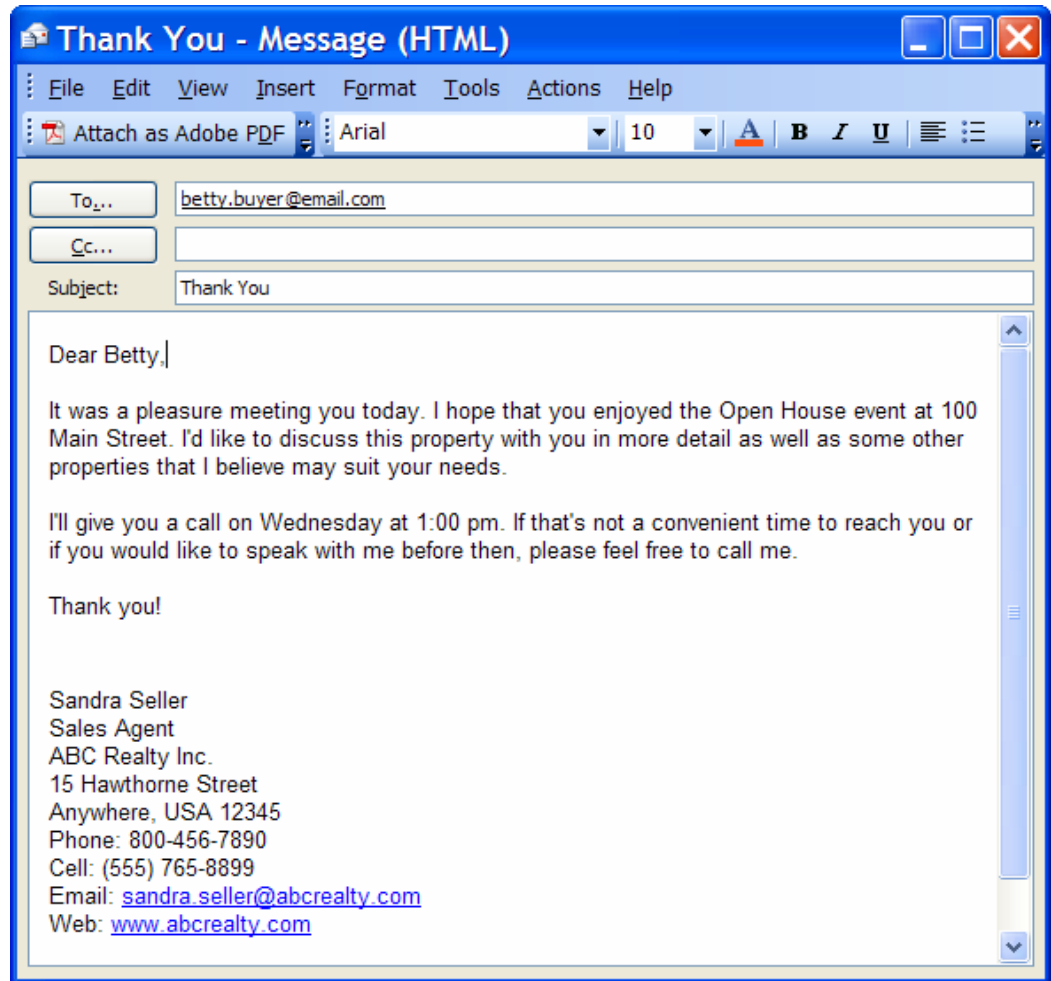 Thank You - Message (HTML)
File Edit View Insert Format Tools Actions Help
Attach as Adobe PDF Arial 10 A B I U
To... betty.buyer@email.com
Cc...
Subject: Thank You
Dear Betty,
It was a pleasure meeting you today. I hope that you enjoyed the Open House event at 100
Main Street. I'd like to discuss this property with you in more detail as well as some other
properties that I believe may suit your needs.
I'll give you a call on Wednesday at 1:00 pm. If that's not a convenient time to reach you or
if you would like to speak with me before then, please feel free to call me.
Thank you!
Sandra Seller
Sales Agent
ABC Realty Inc.
15 Hawthorne Street
Anywhere, USA 12345
Phone: 800-456-7890
Cell: (555) 765-8899
Email: sandra.seller@abcrealty.com
Web: www.abcrealty.com